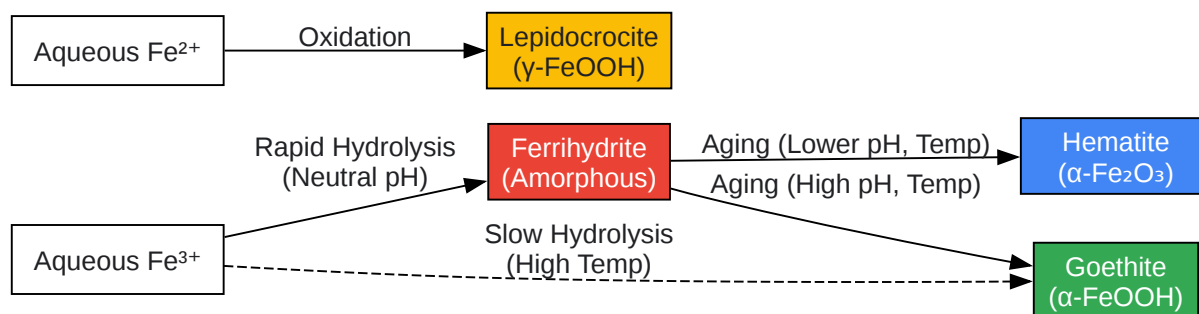 Aqueous Fe²⁺
Oxidation
Lepidocrocite
(γ-FeOOH)
Rapid Hydrolysis
(Neutral pH)
Ferrihydrite
(Amorphous)
Aging (Lower pH, Temp)
Hematite
(α-Fe₂O₃)
Aging (High pH, Temp)
Aqueous Fe³⁺
Slow Hydrolysis
(High Temp)
Goethite
(α-FeOOH)